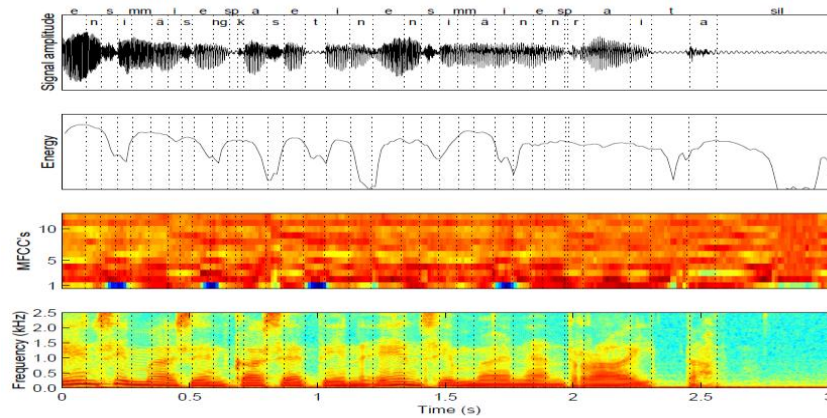 e s mm i e sp a e i e s mm i e sp a t sil
n i ä s ng k s t n n i ä n n r i a
Signal amplitude
Energy
MFCC's
10
5
1
Frequency (kHz)
2.5
2.0
1.5
1.0
0.5
0.0
0 0.5 1 1.5 2 2.5 3
Time (s)